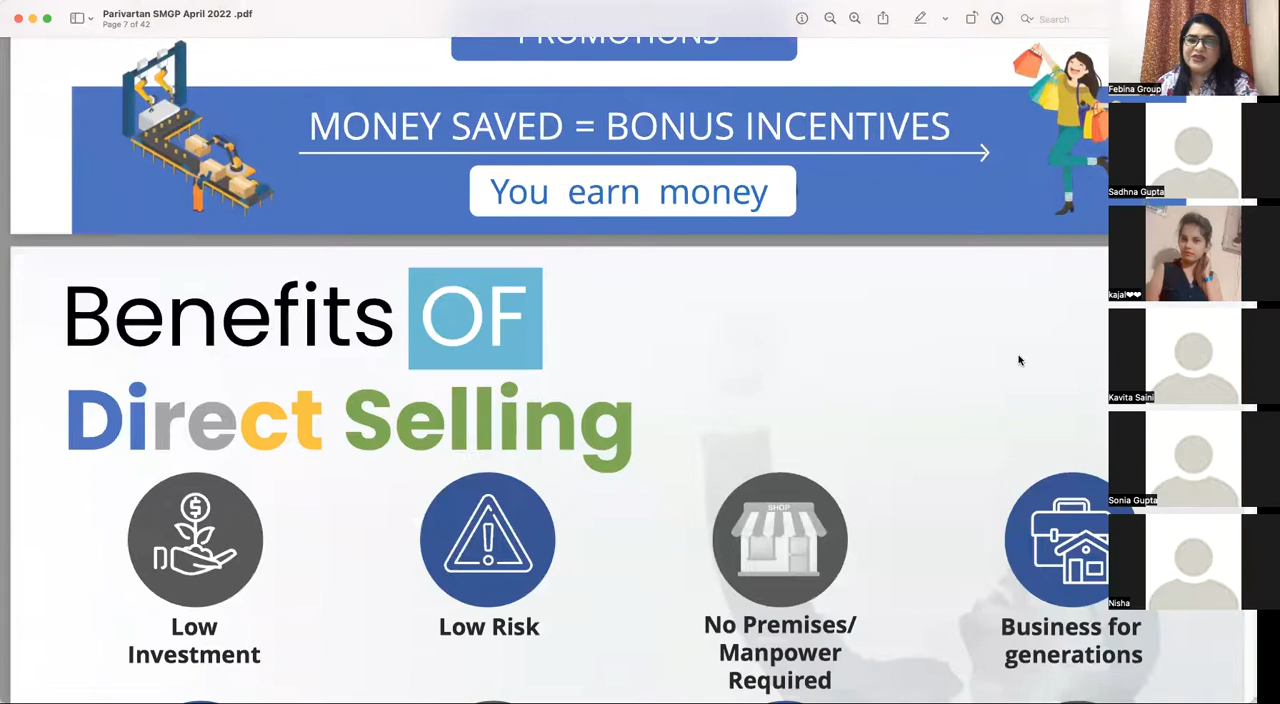 Parivartan SMGP April 2022 .pdf
Page 7 of 42
Search
PROMOTIONS
MONEY SAVED = BONUS INCENTIVES
You earn money
Benefits OF
Direct Selling
SHOP
Low
Investment
Low Risk
No Premises/
Manpower
Required
Business for
generations
Febina Group
Sadhna Gupta
kajal❤❤
Kavita Saini
Sonia Gupta
Nisha